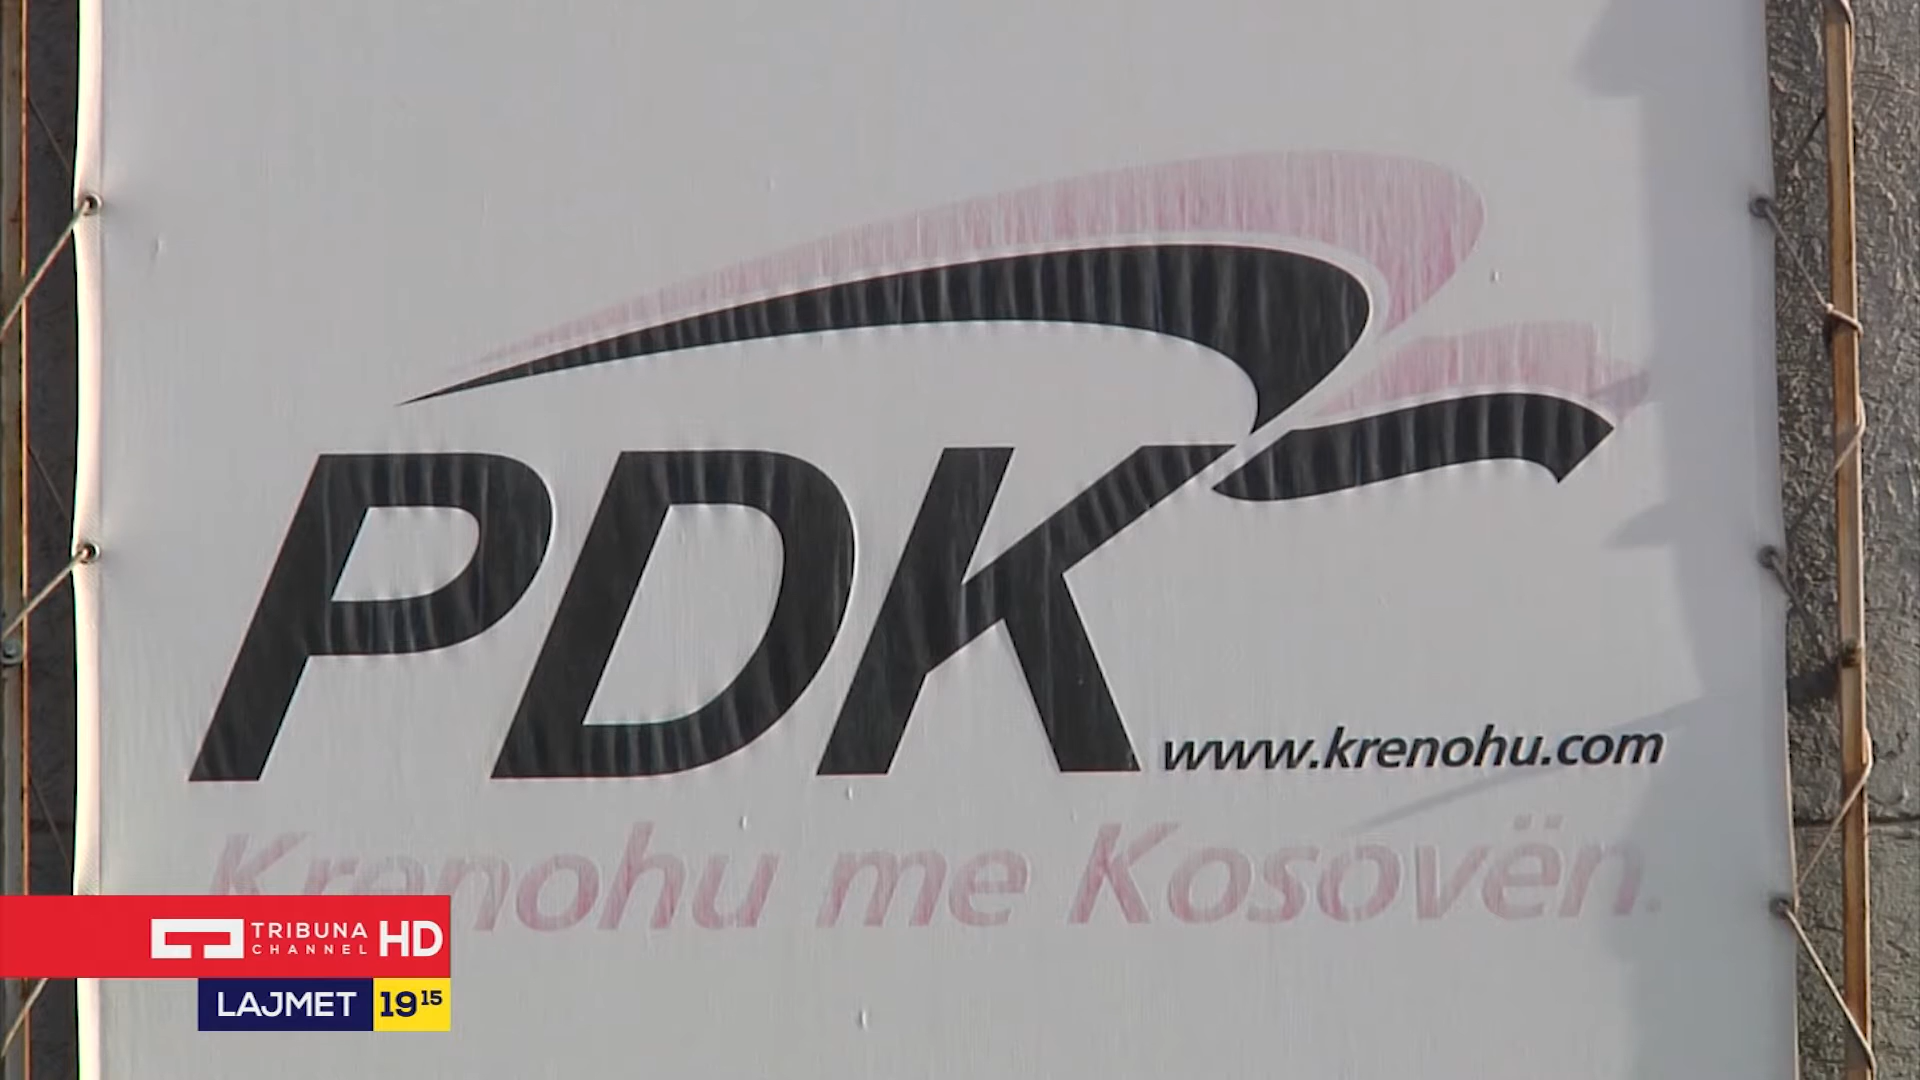 PDK
www.krenohu.com
Krenohu me Kosovën.
TRIBUNA
CHANNEL
HD
LAJMET 19 15